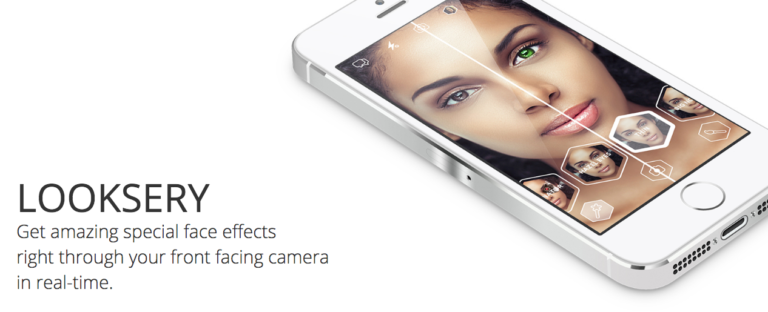 LOOKSERY
Get amazing special face effects
right through your front facing camera
in real-time.